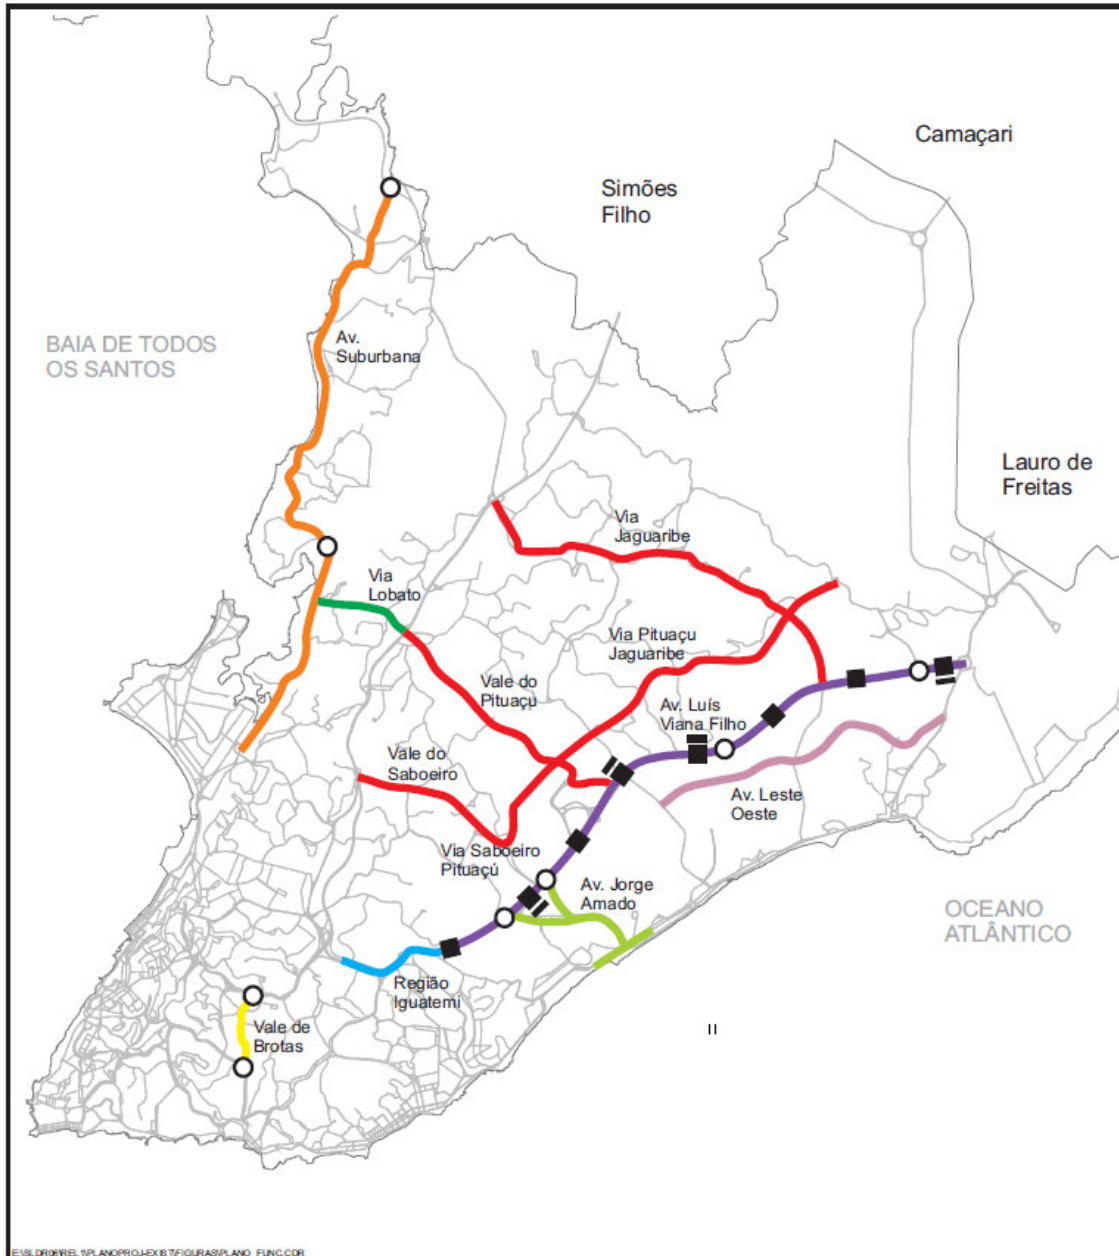 Camaçari
Simões
Filho
BAIA DE TODOS
OS SANTOS
Av.
Suburbana
Lauro de
Freitas
Via
Jaguaribe
Via
Lobato
Via Pituaçu
Jaguaribe
Vale do
Pituaçú
Av. Luís
Viana Filho
Vale do
Saboeiro
Av. Leste
Oeste
Via Saboeiro
Pituaçú
Av. Jorge
Amado
OCEANO
ATLÂNTICO
Região
Iguatemi
Vale de
Brotas